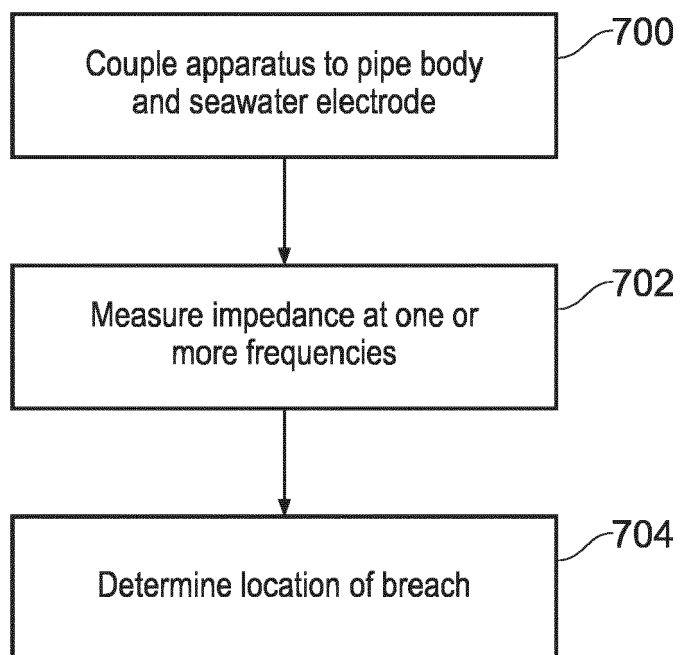 Couple apparatus to pipe body
and seawater electrode
700
Measure impedance at one or
more frequencies
702
Determine location of breach
704